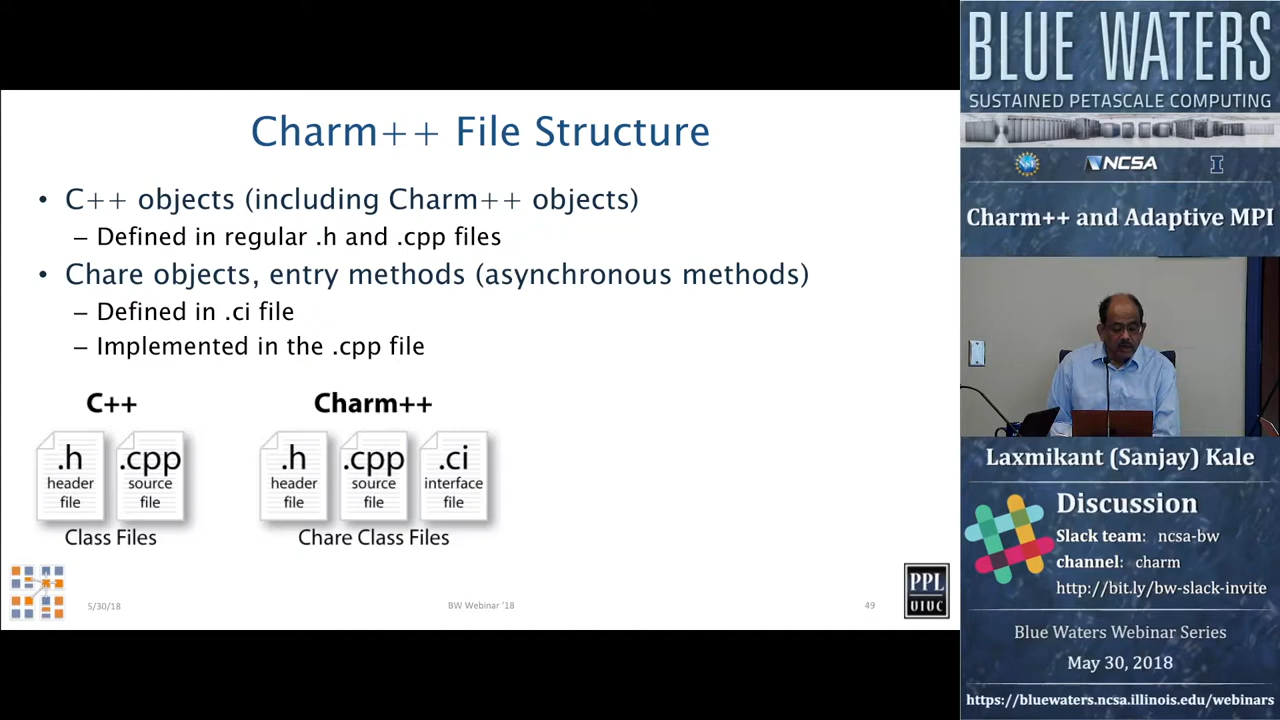 Charm++ File Structure
• C++ objects (including Charm++ objects)
– Defined in regular .h and .cpp files
• Chare objects, entry methods (asynchronous methods)
– Defined in .ci file
– Implemented in the .cpp file
C++
.h
header
file
.cpp
source
file
Class Files
Charm++
.h
header
file
.cpp
source
file
.ci
interface
file
Chare Class Files
5/30/18
BW Webinar '18
49
PPL
UIUC
BLUE WATERS
SUSTAINED PETASCALE COMPUTING
NSF
NCSA
I
Charm++ and Adaptive MPI
Laxmikant (Sanjay) Kale
Discussion
Slack team: ncsa-bw
channel: charm
http://bit.ly/bw-slack-invite
Blue Waters Webinar Series
May 30, 2018
https://bluewaters.ncsa.illinois.edu/webinars